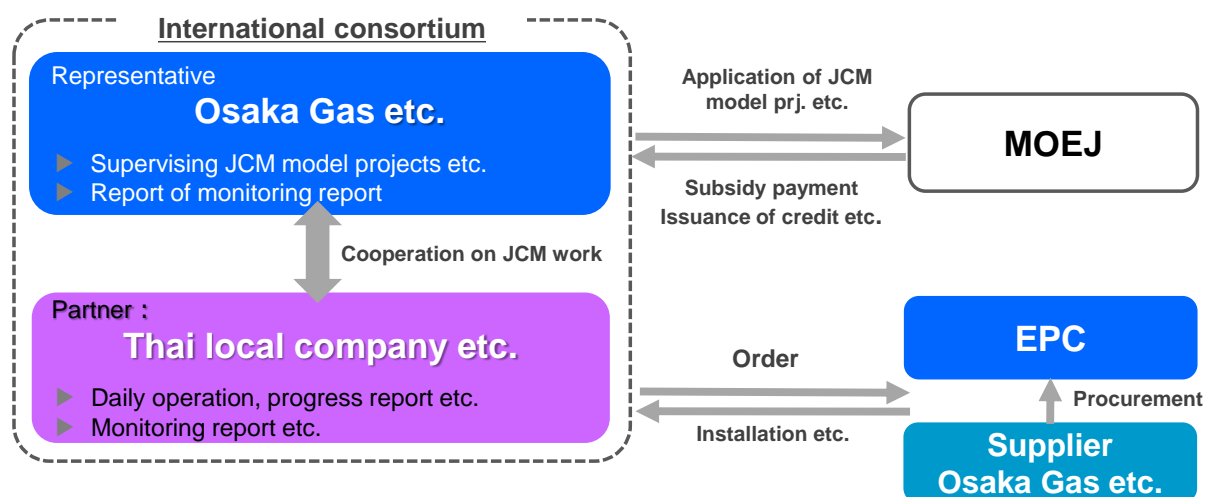 International consortium
Representative
Osaka Gas etc.
Supervising JCM model projects etc.
Report of monitoring report
Cooperation on JCM work
Partner：
Thai local company etc.
Daily operation, progress report etc.
Monitoring report etc.
Application of JCM
model prj. etc.
Subsidy payment
Issuance of credit etc.
MOEJ
Order
Installation etc.
EPC
Procurement
Supplier
Osaka Gas etc.